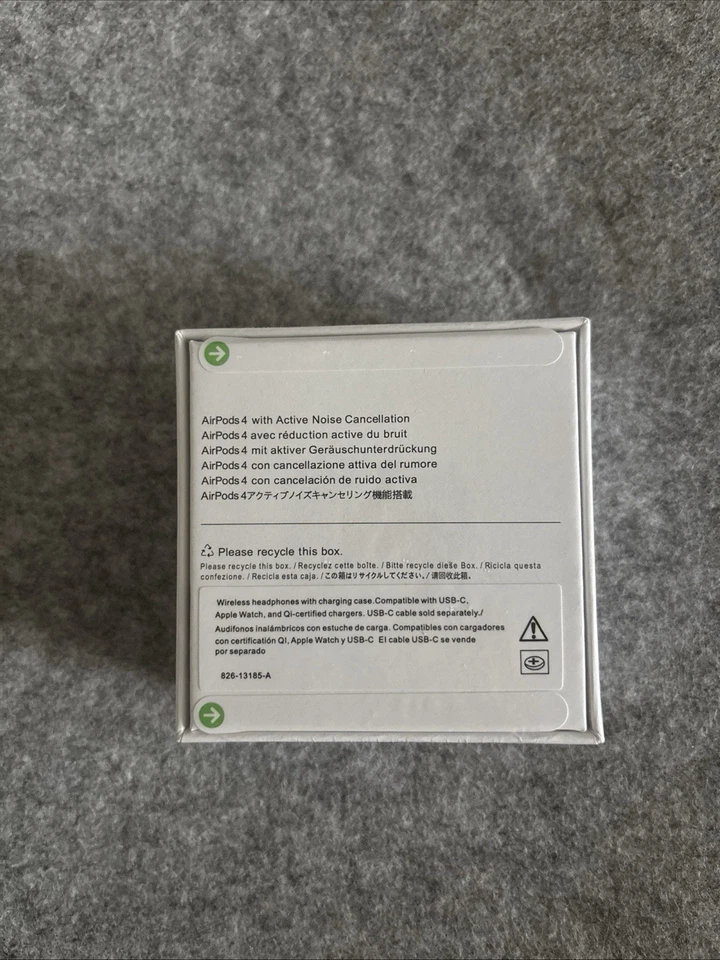 AirPods 4 with Active Noise Cancellation
AirPods 4 avec réduction active du bruit
AirPods 4 mit aktiver Geräuschunterdrückung
AirPods 4 con cancellazione attiva del rumore
AirPods 4 con cancelación de ruido activa
AirPods 4アクティブノイズキャンセリング機能搭載
Please recycle this box.
Please recycle this box. / Recyclez cette boîte. / Bitte recycle dieße Box. / Ricicla questa
confezione. / Recicla esta caja. / この箱はリサイクルしてください。/ 请回收此箱.
Wireless headphones with charging case.Compatible with USB-C,
Apple Watch, and Qi-certified chargers. USB-C cable sold separately./
Audífonos inalámbricos con estuche de carga. Compatibles con cargadores
con certificatión QI, Apple Watch y USB-C El cable USB-C se vende
por separado
826-13185-A